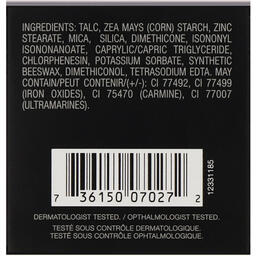 INGREDIENTS: TALC, ZEA MAYS (CORN) STARCH, ZINC
STEARATE, MICA, SILICA, DIMETHICONE, ISONONYL
ISONONANOATE, CAPRYLIC/CAPRIC TRIGLYCERIDE,
CHLORPHENESIN, POTASSIUM SORBATE, SYNTHETIC
BEESWAX, DIMETHICONOL, TETRASODIUM EDTA. MAY
CONTAIN/PEUT CONTENIR/(+/-): CI 77492, CI 77499
(IRON OXIDES), CI 75470 (CARMINE), CI 77007
(ULTRAMARINES).
7 36150 07027 2
12331185
DERMATOLOGIST TESTED. / OPTHALMOLOGIST TESTED.
TESTÉ SOUS CONTRÔLE DERMATOLOGIQUE. /
TESTÉ SOUS CONTRÔLE OPHTALMOLOGIQUE.